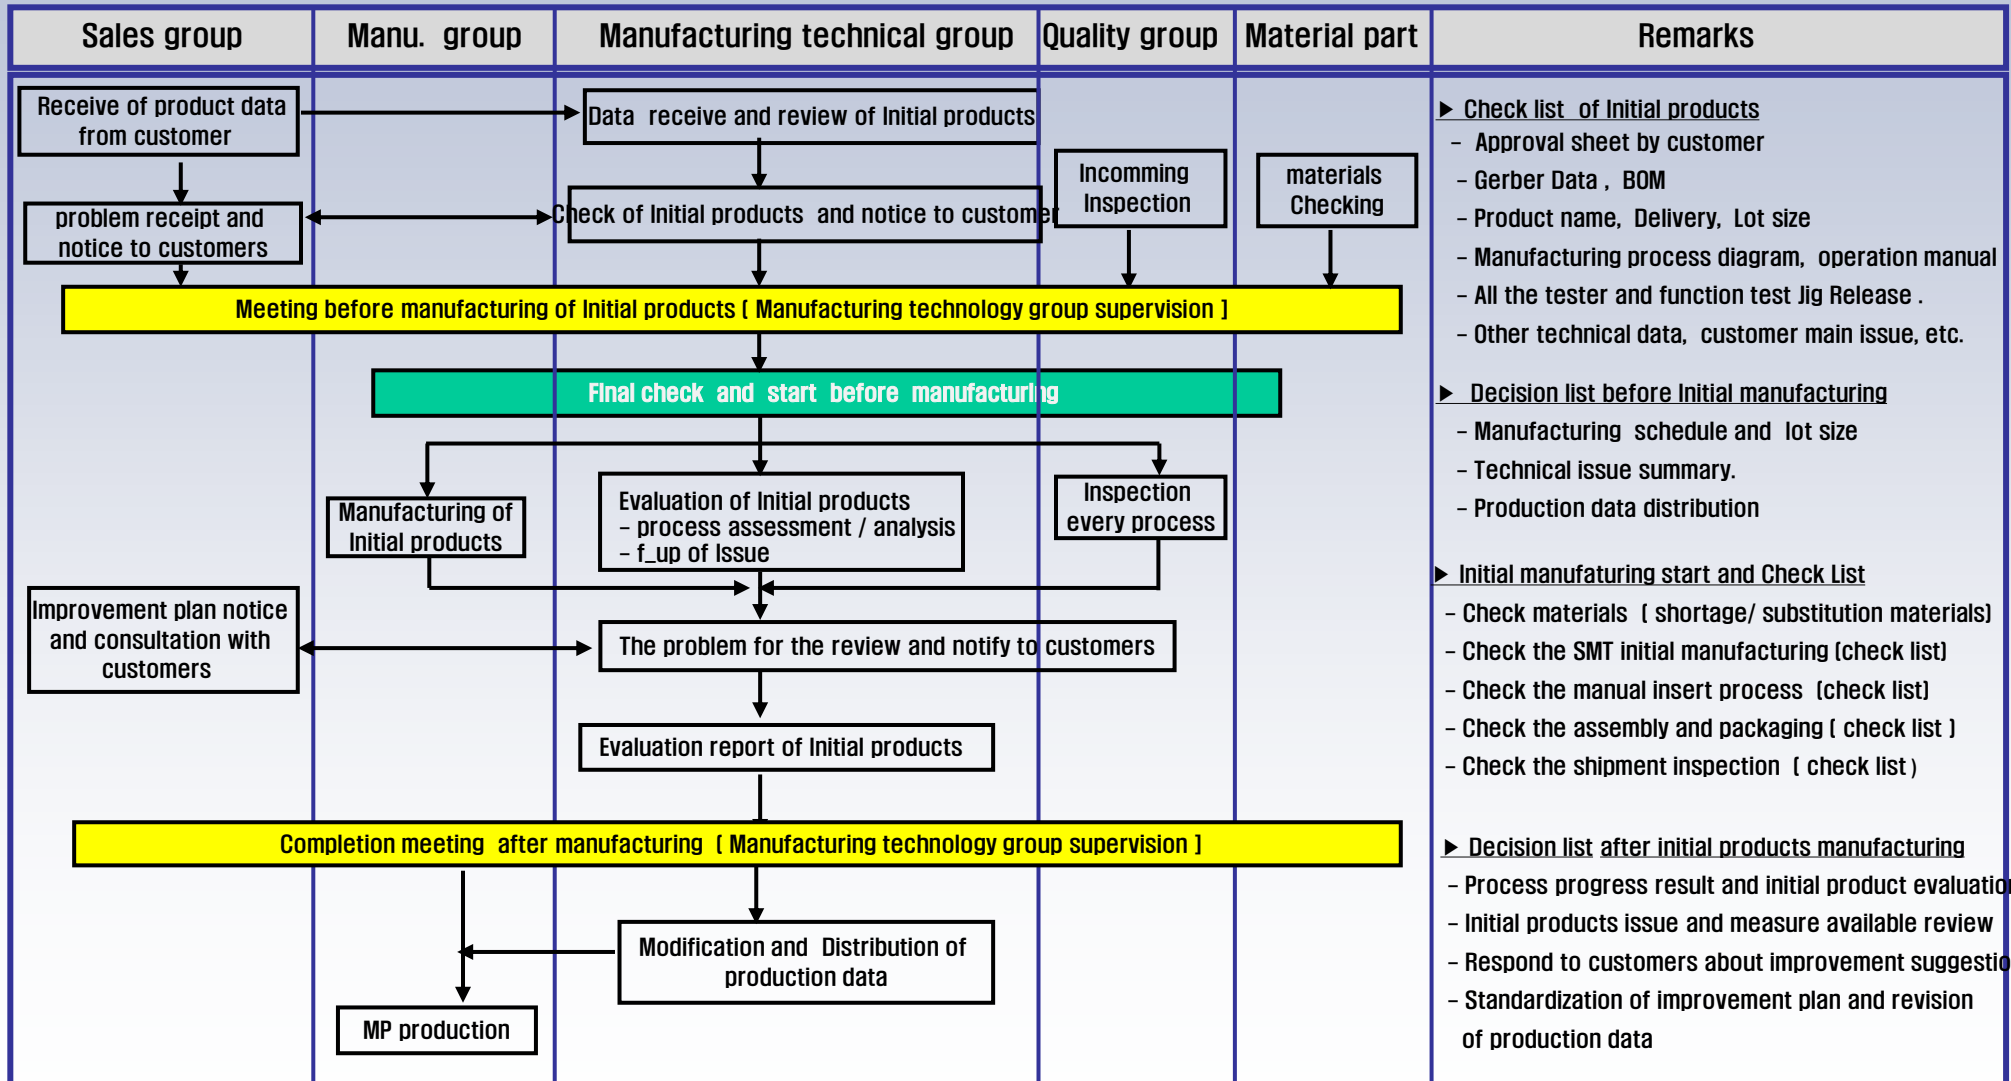 Sales group
Manu. group
Manufacturing technical group
Quality group
Material part
Remarks
Receive of product data
from customer
Data receive and review of Initial products
Incomming
Inspection
materials
Checking
problem receipt and
notice to customers
Check of Initial products and notice to customer
Meeting before manufacturing of Initial products [ Manufacturing technology group supervision ]
Final check and start before manufacturing
Manufacturing of
Initial products
Evaluation of Initial products
- process assessment / analysis
- f_up of Issue
Inspection
every process
Improvement plan notice
and consultation with
customers
The problem for the review and notify to customers
Evaluation report of Initial products
Completion meeting after manufacturing [ Manufacturing technology group supervision ]
Modification and Distribution of
production data
MP production
▶ Check list of Initial products
- Approval sheet by customer
- Gerber Data , BOM
- Product name, Delivery, Lot size
- Manufacturing process diagram, operation manual
- All the tester and function test Jig Release .
- Other technical data, customer main issue, etc.
▶ Decision list before Initial manufacturing
- Manufacturing schedule and lot size
- Technical issue summary.
- Production data distribution
▶ Initial manufaturing start and Check List
- Check materials ( shortage/ substitution materials)
- Check the SMT initial manufacturing (check list)
- Check the manual insert process (check list)
- Check the assembly and packaging ( check list )
- Check the shipment inspection ( check list )
▶ Decision list after initial products manufacturing
- Process progress result and initial product evaluation
- Initial products issue and measure available review
- Respond to customers about improvement suggestio
- Standardization of improvement plan and revision
of production data